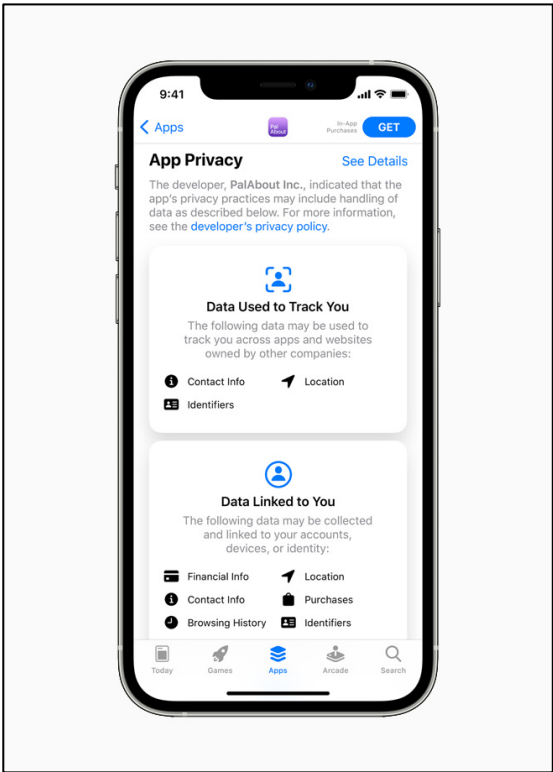 9:41
Apps
Pal
About
In-App
Purchases
GET
App Privacy
See Details
The developer, PalAbout Inc., indicated that the
app's privacy practices may include handling of
data as described below. For more information,
see the developer's privacy policy.
Data Used to Track You
The following data may be used to
track you across apps and websites
owned by other companies:
Contact Info
Location
Identifiers
Data Linked to You
The following data may be collected
and linked to your accounts,
devices, or identity:
Financial Info
Location
Contact Info
Purchases
Browsing History
Identifiers
Today
Games
Apps
Arcade
Search